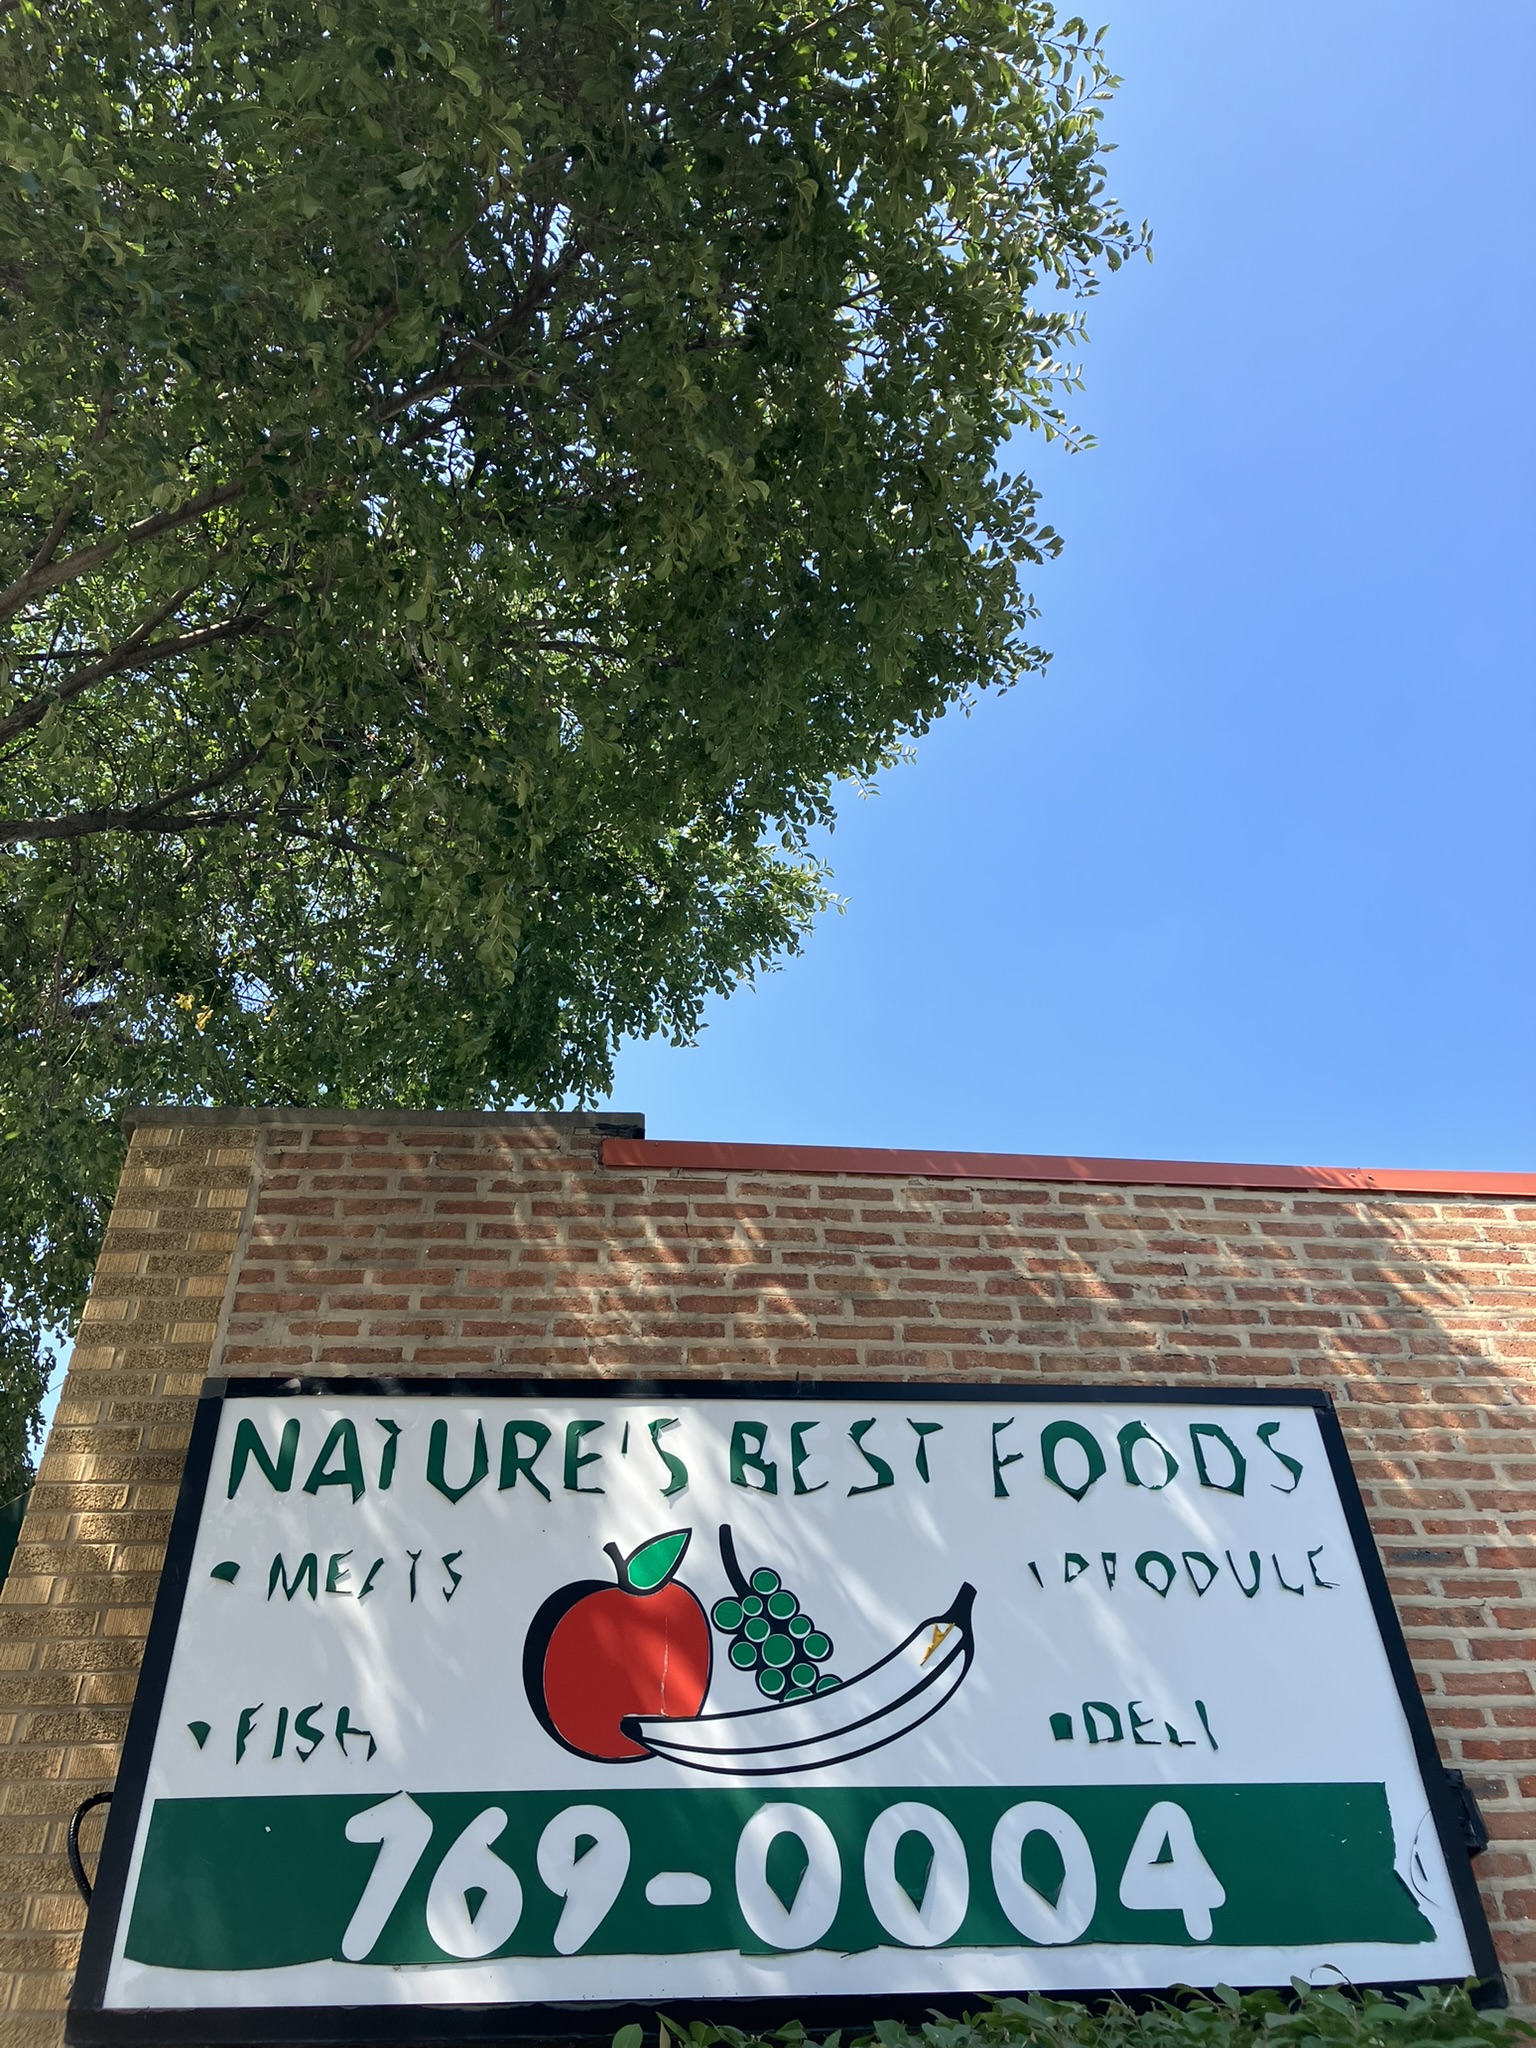 NATURE'S BEST FOODS
• MEATS
• PRODUCE
• FISH
• DELI
769-0004